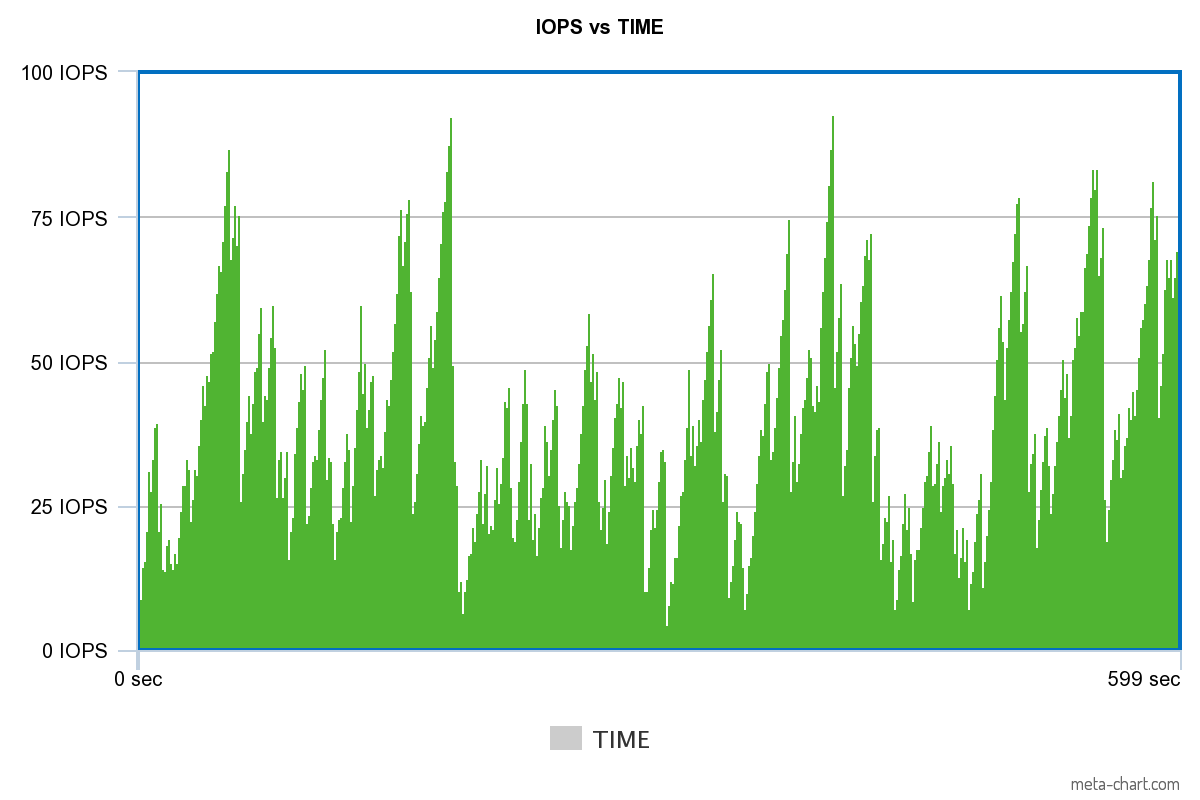 IOPS vs TIME
100 IOPS
75 IOPS
50 IOPS
25 IOPS
0 IOPS
0 sec
599 sec
TIME
meta-chart.com